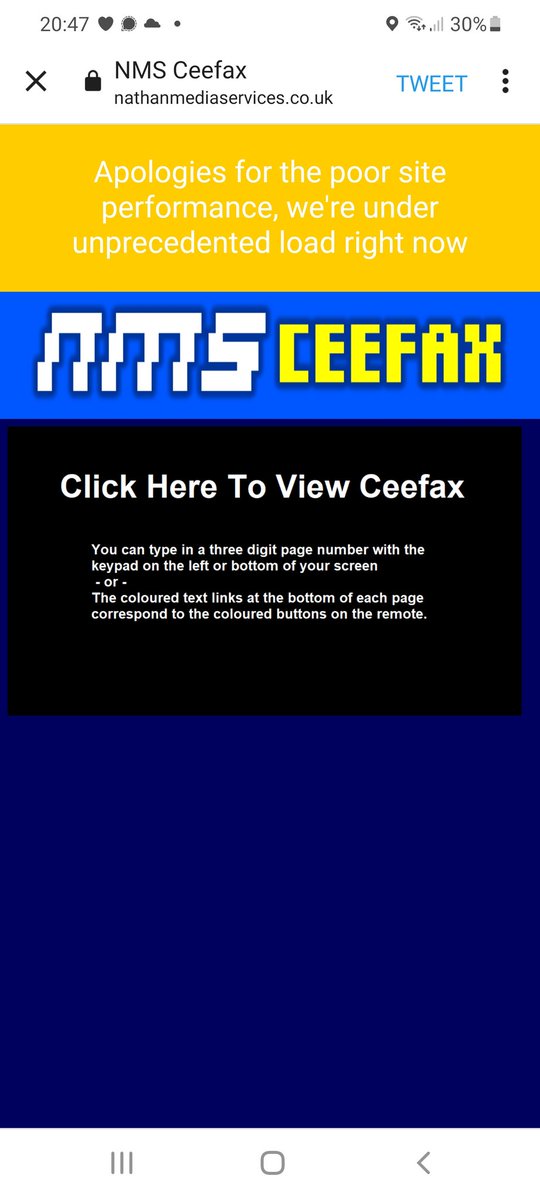 20:47 30%
NMS Ceefax
nathanmediaservices.co.uk
TWEET
Apologies for the poor site
performance, we're under
unprecedented load right now
NMS CEEFAX
Click Here To View Ceefax
You can type in a three digit page number with the
keypad on the left or bottom of your screen
- or -
The coloured text links at the bottom of each page
correspond to the coloured buttons on the remote.